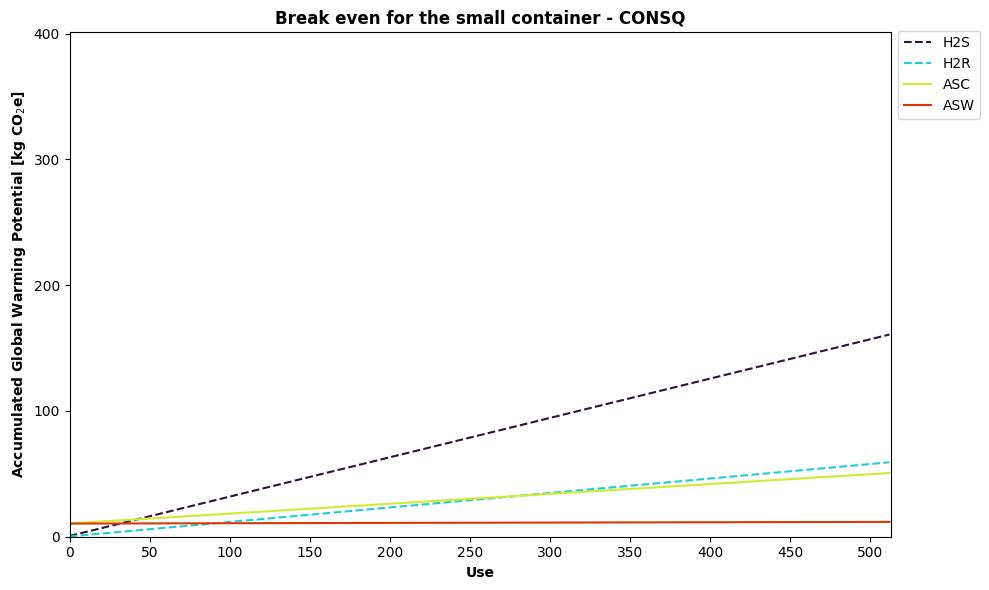 Break even for the small container - CONSQ
Accumulated Global Warming Potential [kg CO₂e]
400
300
200
100
0
0 50 100 150 200 250 300 350 400 450 500
Use
H2S
H2R
ASC
ASW